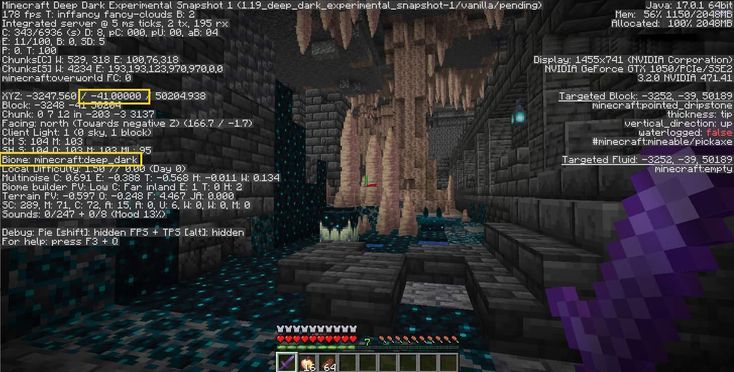 Minecraft Deep Dark Experimental Snapshot 1 (1.19_deep_dark_experimental_snapshot-1/vanilla/pending)
178 fps T: inf fancy fancy-clouds B: 2
Integrated server @ 5 ms ticks, 2 tx, 195 rx
C: 343/6936 (s) D: 8, pC: 000, pU: 00, aB: 04
E: 11/100, B: 0, SD: 5
P: 0. T: 100
Chunks[C] W: 529, 318 E: 100,76,318
Chunks[S] W: 4234 E: 193,193,123,970,970,0,0
minecraft:overworld FC: 0
XYZ: -3247.560 / -41.00000 / 50204.938
Block: -3248 -41 50204
Chunk: 0 7 12 in -203 -3 3137
Facing: north (Towards negative Z) (166.7 / -1.7)
Client Light: 1 (0 sky, 1 block)
CH S: 104 M: 103
SH S: 104 O: 103 M: 103 ML: 95
Biome: minecraft:deep_dark
Local Difficulty: 1.50 // 0.00 (Day 0)
Multinoise C: 0.691 E: -0.388 T: -0.568 H: -0.011 W: 0.134
Biome builder PV: Low C: Far inland E: 1 T: 0 H: 2
Terrain PV: -0.597 O: -0.248 F: 4.467 JA: 0.000
SC: 289, M: 71, C: 72, A: 15, A: 0, U: 6, W: 0, W: 0, M: 0
Sounds: 0/247 + 0/8 (Mood 13%)
Debug: Pie [shift]: hidden FPS + TPS [alt]: hidden
For help: press F3 + Q
Java: 17.0.1 64bit
Mem: 56% 1150/2048MB
Allocated: 100% 2048MB
Display: 1455x741 (NVIDIA Corporation)
NVIDIA GeForce GTX 1050/PCIe/SSE2
3.2.0 NVIDIA 471.41
Targeted Block: -3252, -39, 50189
minecraft:pointed_dripstone
thickness: tip
vertical_direction: up
waterlogged: false
#minecraft:mineable/pickaxe
Targeted Fluid: -3252, -39, 50189
minecraft:empty
7
16 64